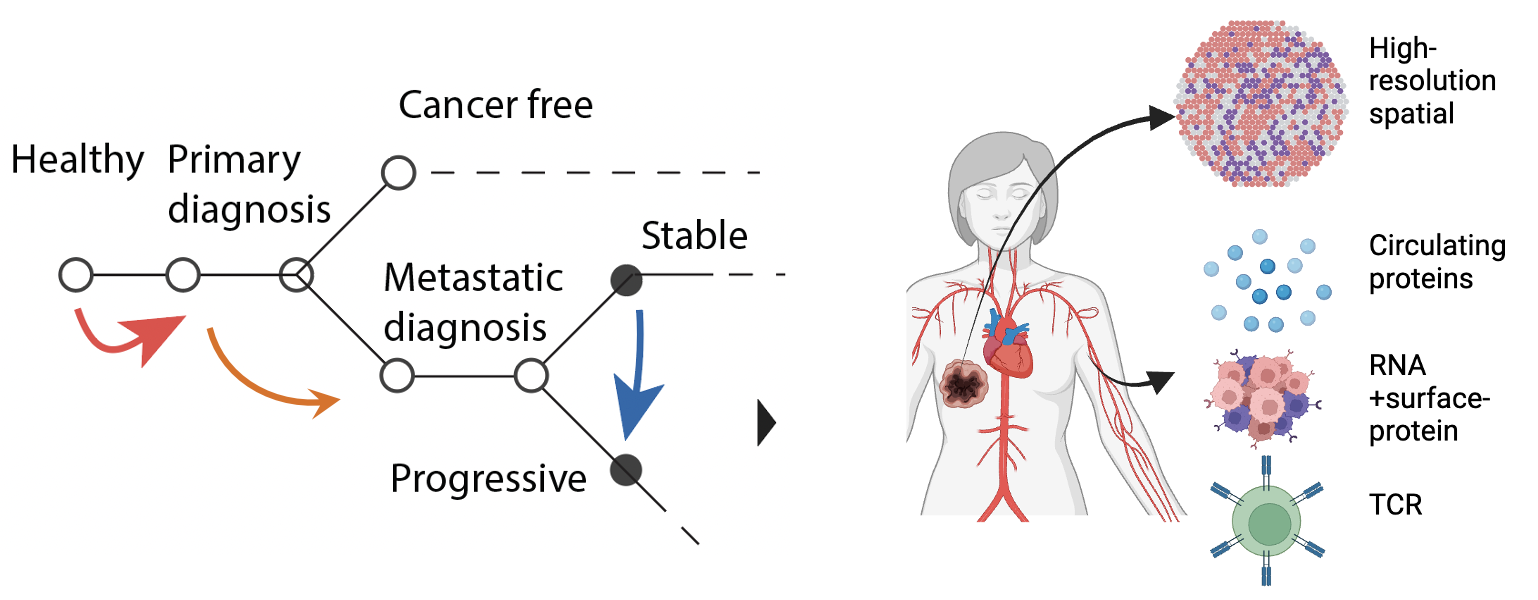 Cancer free
Healthy
Primary
diagnosis
Stable
Metastatic
diagnosis
Progressive
High-
resolution
spatial
Circulating
proteins
RNA
+surface-
protein
TCR